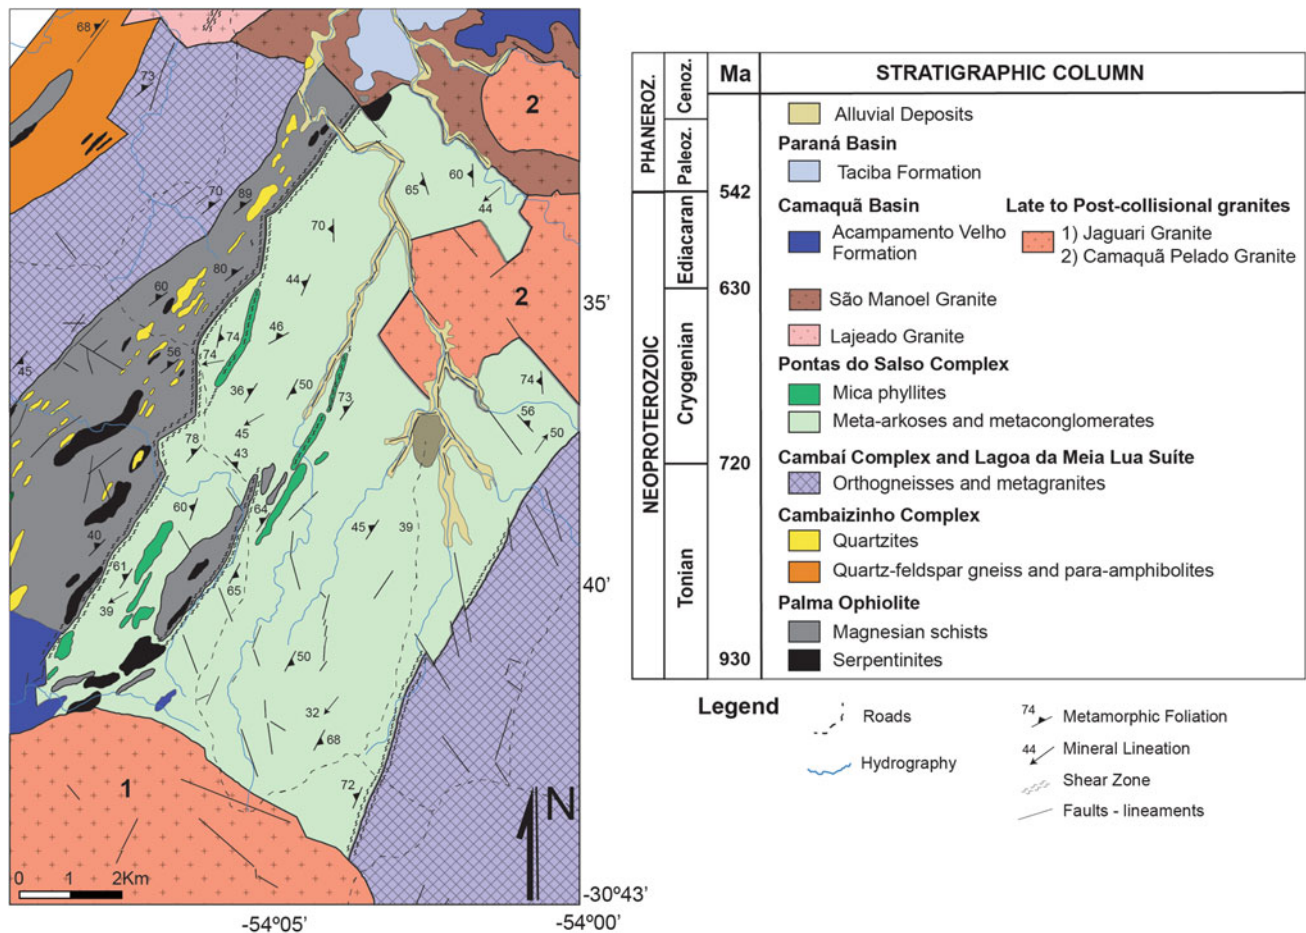 68
73
2
60
65
44
70
89
70
80
44
60
35'
2
74
46
56
74
45
36
50
73
74
56
50
45
78
43
60
64
45
39
40
61
40'
39
65
50
32
68
72
1
N
0 1 2Km
-30º43'
-54º05'
-54º00'
PHANEROZ.
Cenoz.
Paleoz.
NEOPROTEROZOIC
Ediacaran
Cryogenian
Tonian
Ma
542
630
720
930
STRATIGRAPHIC COLUMN
Alluvial Deposits
Paraná Basin
Taciba Formation
Camaquã Basin
Acampamento Velho
Formation
Late to Post-collisional granites
1) Jaguari Granite
2) Camaquã Pelado Granite
São Manoel Granite
Lajeado Granite
Pontas do Salso Complex
Mica phyllites
Meta-arkoses and metaconglomerates
Cambaí Complex and Lagoa da Meia Lua Suíte
Orthogneisses and metagranites
Cambaizinho Complex
Quartzites
Quartz-feldspar gneiss and para-amphibolites
Palma Ophiolite
Magnesian schists
Serpentinites
Legend
Roads
Hydrography
74
Metamorphic Foliation
44
Mineral Lineation
Shear Zone
Faults - lineaments